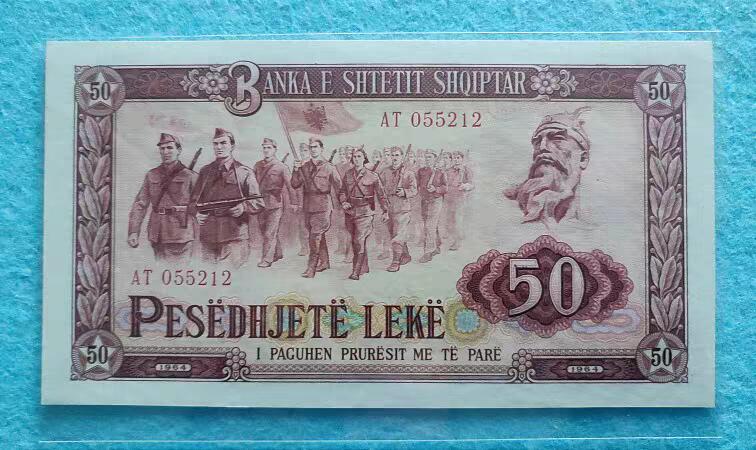 50 BANKA E SHTETIT SHQIPTAR 50
AT 055212
AT 055212
50
PESËDHJETË LEKË
I PAGUHEN PRURËSIT ME TË PARË
50 1964 1964 50